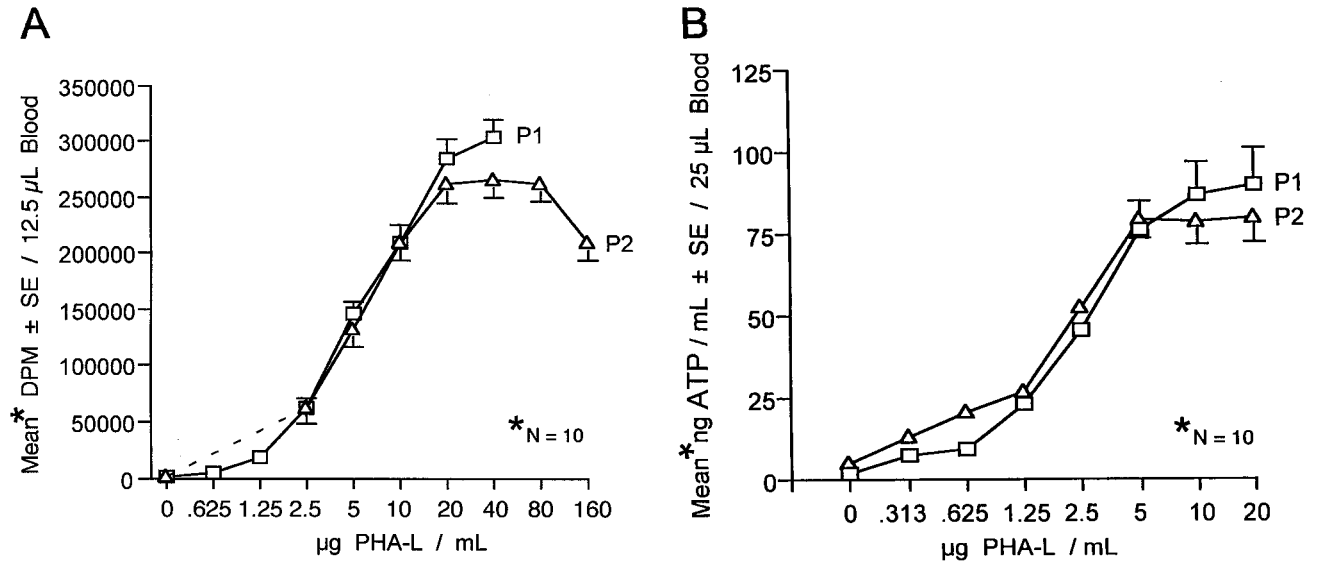 A
Mean* DPM ± SE / 12.5 µL Blood
350000
300000
250000
200000
150000
100000
50000
0
P1
P2
*N = 10
0 .625 1.25 2.5 5 10 20 40 80 160
µg PHA-L / mL
B
Mean* ng ATP / mL ± SE / 25 µL Blood
125
100
75
50
25
0
P1
P2
*N = 10
0 .313 .625 1.25 2.5 5 10 20
µg PHA-L / mL